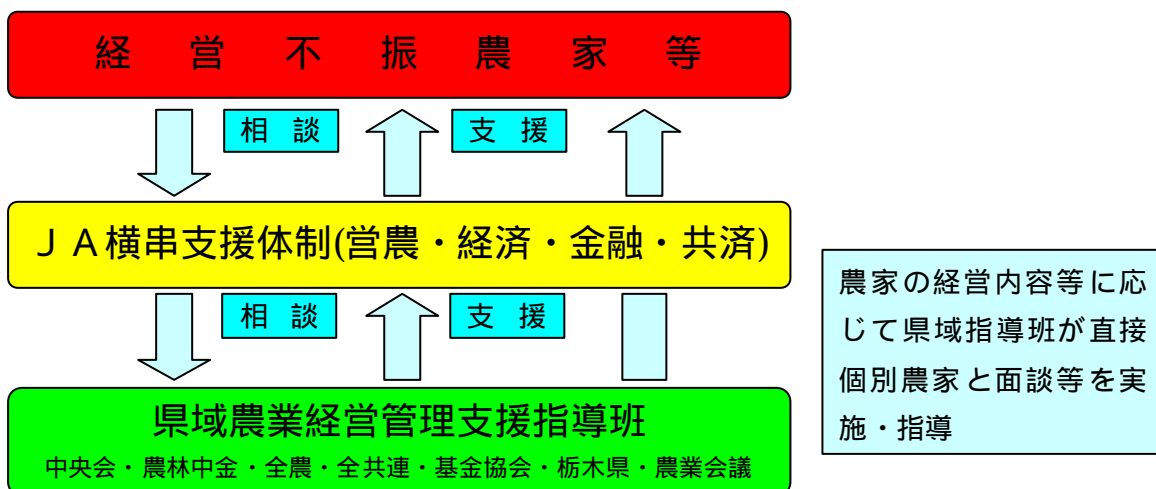 経営不振農家等
相談
支援
ＪＡ横串支援体制(営農・経済・金融・共済)
相談
支援
農家の経営内容等に応
じて県域指導班が直接
個別農家と面談等を実
施・指導
県域農業経営管理支援指導班
中央会・農林中金・全農・全共連・基金協会・栃木県・農業会議